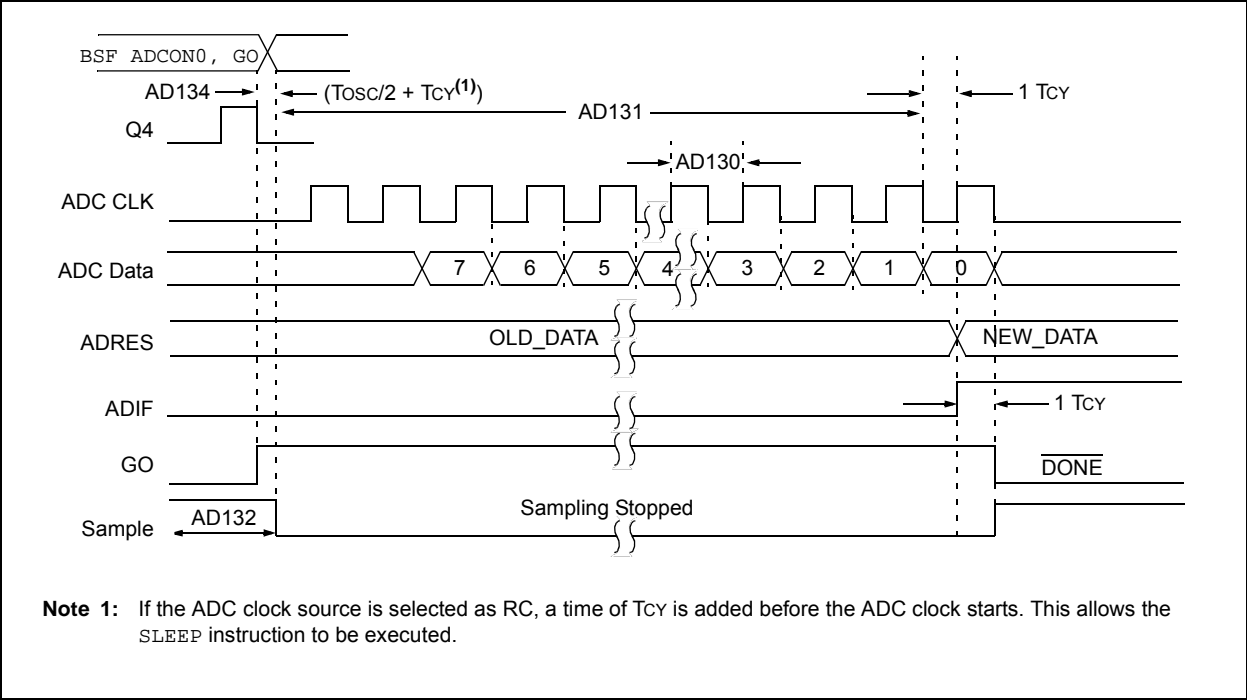 BSF ADCON0, GO
AD134 (TOSC/2 + TCY(1)) 1 TCY
AD131
Q4
AD130
ADC CLK
ADC Data 7 6 5 4 3 2 1 0
ADRES OLD_DATA NEW_DATA
ADIF 1 TCY
GO DONE
Sample AD132 Sampling Stopped
Note 1: If the ADC clock source is selected as RC, a time of TCY is added before the ADC clock starts. This allows the
SLEEP instruction to be executed.